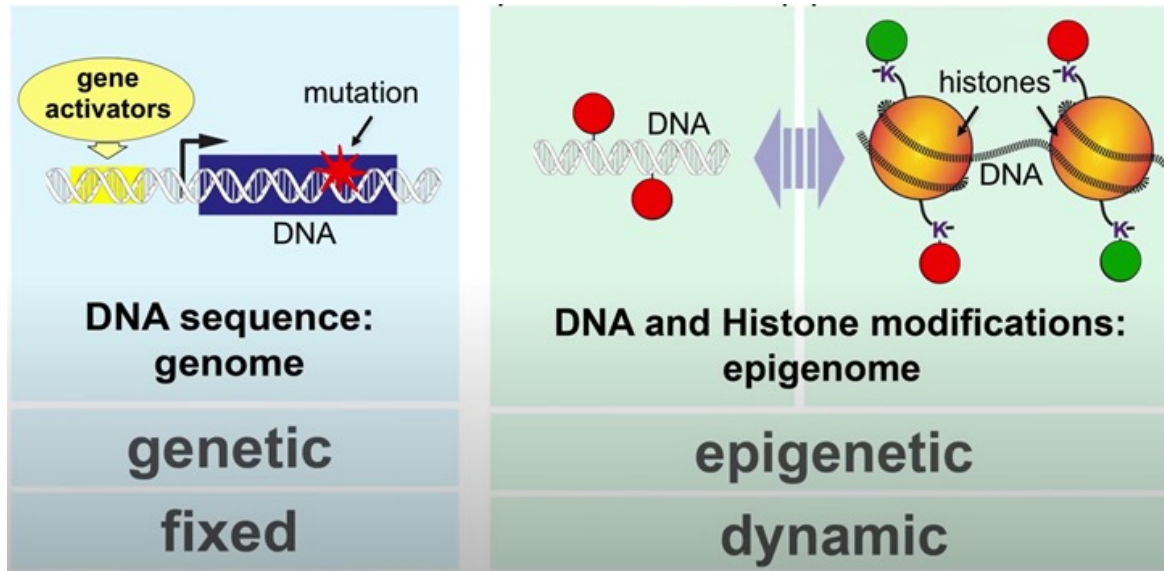 gene
activators
mutation
DNA
DNA sequence:
genome
genetic
fixed
DNA
histones
DNA
K
K
K
K
DNA and Histone modifications:
epigenome
epigenetic
dynamic